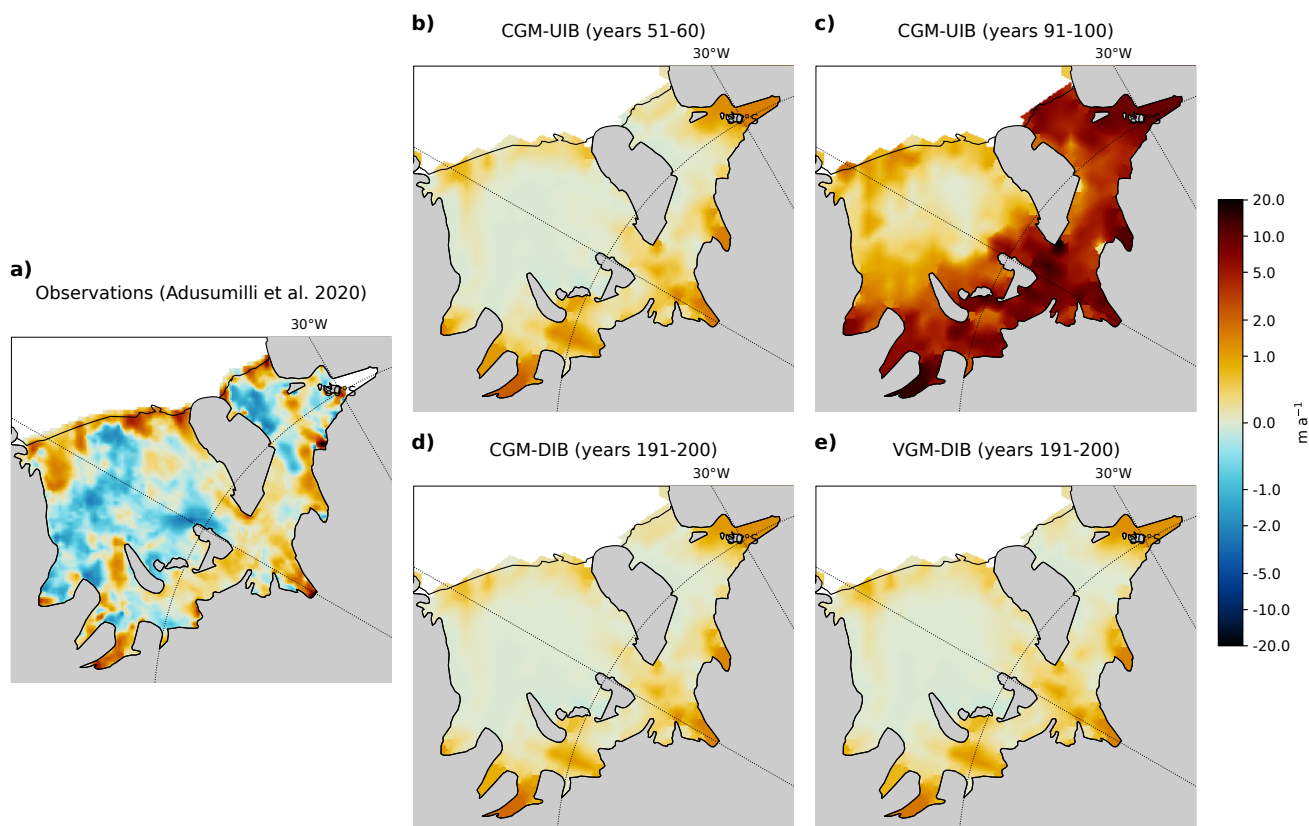 a)
Observations (Adusumilli et al. 2020)
30°W
b)
CGM-UIB (years 51-60)
30°W
c)
CGM-UIB (years 91-100)
30°W
d)
CGM-DIB (years 191-200)
30°W
e)
VGM-DIB (years 191-200)
30°W
20.0
10.0
5.0
2.0
1.0
0.0
-1.0
-2.0
-5.0
-10.0
-20.0
m a⁻¹